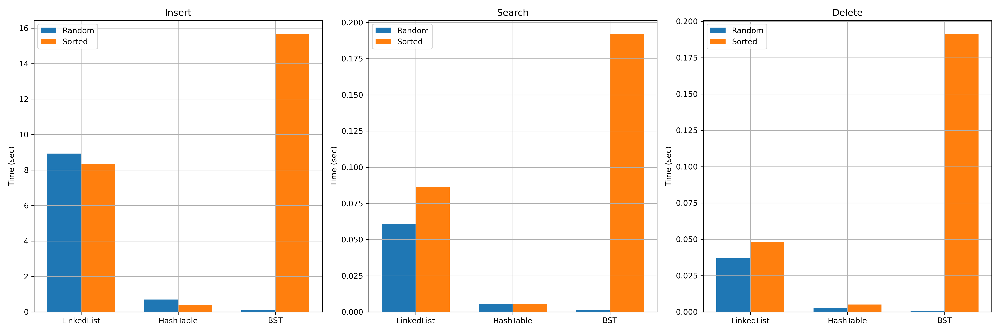 Insert
Time (sec)
16
14
12
10
8
6
4
2
0
Random
Sorted
LinkedList HashTable BST
Search
Time (sec)
0.200
0.175
0.150
0.125
0.100
0.075
0.050
0.025
0.000
Random
Sorted
LinkedList HashTable BST
Delete
Time (sec)
0.200
0.175
0.150
0.125
0.100
0.075
0.050
0.025
0.000
Random
Sorted
LinkedList HashTable BST